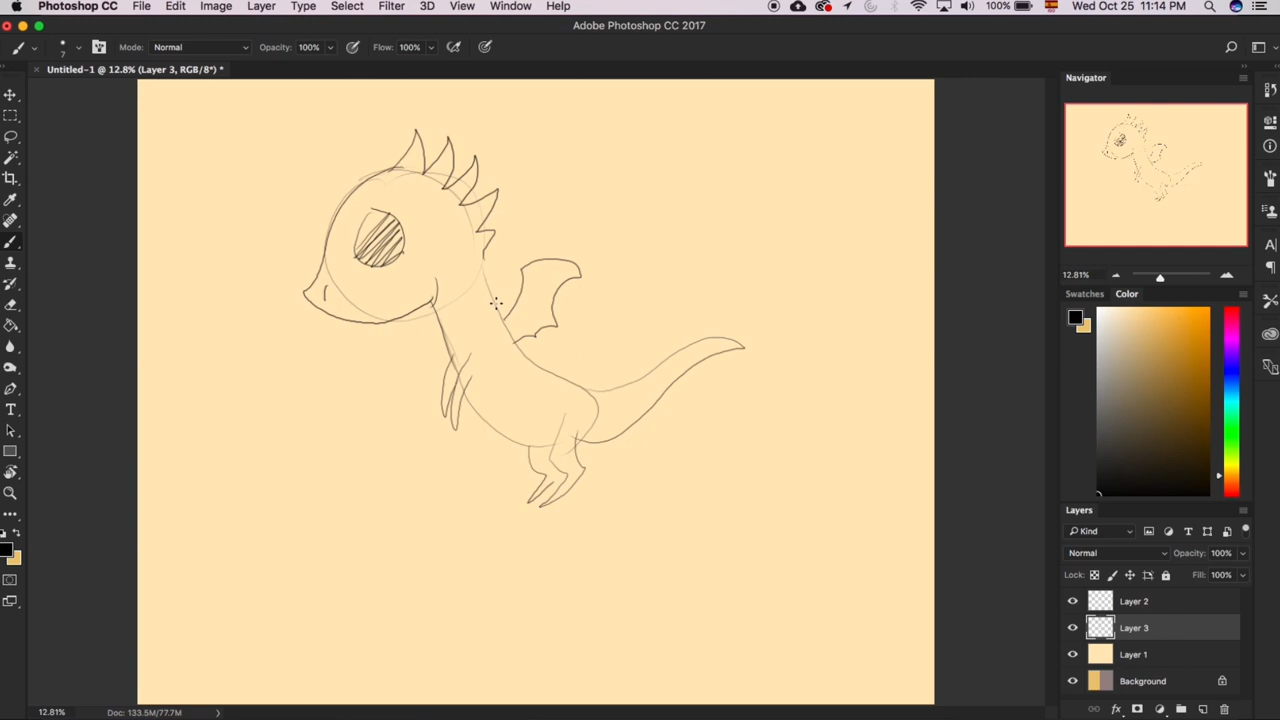 Photoshop CC File Edit Image Layer Type Select Filter 3D View Window Help 100% Wed Oct 25 11:14 PM
Adobe Photoshop CC 2017
7 Mode: Normal Opacity: 100% Flow: 100%
× Untitled-1 @ 12.8% (Layer 3, RGB/8*) *
Navigator
12.81%
Swatches Color
Layers
Kind
Normal Opacity: 100%
Lock: Fill: 100%
Layer 2
Layer 3
Layer 1
Background
fx
12.81% Doc: 133.5M/77.7M